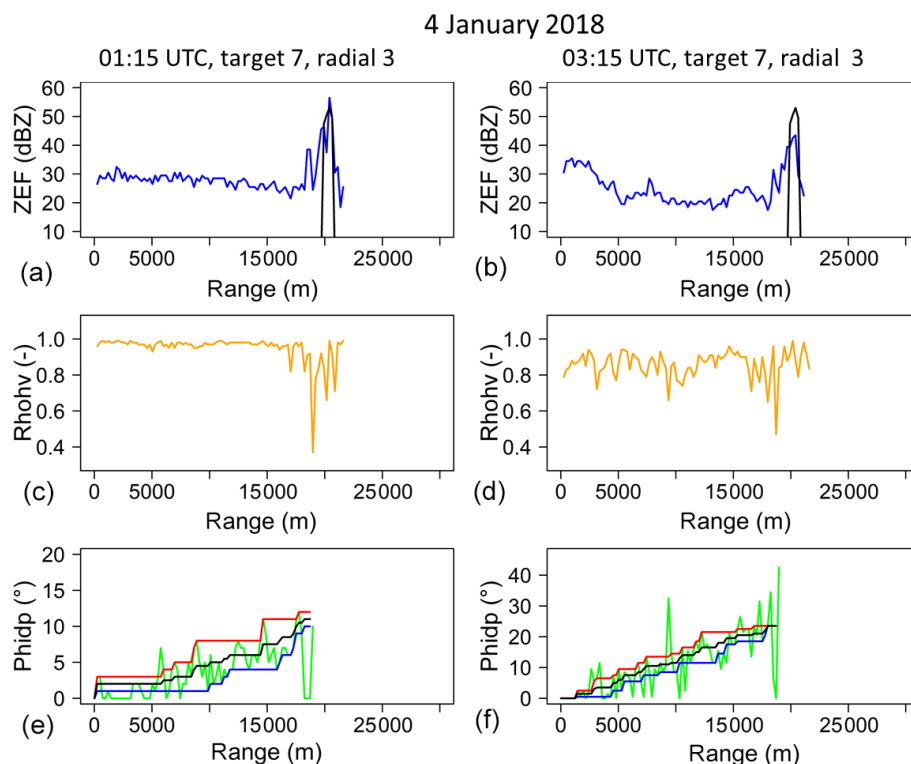 4 January 2018
01:15 UTC, target 7, radial 3
03:15 UTC, target 7, radial  3
ZEF (dBZ)
60
50
40
30
20
10
0
5000
15000
25000
Range (m)
(a)
ZEF (dBZ)
60
50
40
30
20
10
0
5000
15000
25000
Range (m)
(b)
Rhohv (-)
1.0
0.8
0.6
0.4
0
5000
15000
25000
Range (m)
(c)
Rhohv (-)
1.0
0.8
0.6
0.4
0
5000
15000
25000
Range (m)
(d)
Phidp (°)
20
15
10
5
0
0
5000
15000
25000
Range (m)
(e)
Phidp (°)
40
30
20
10
0
0
5000
15000
25000
Range (m)
(f)